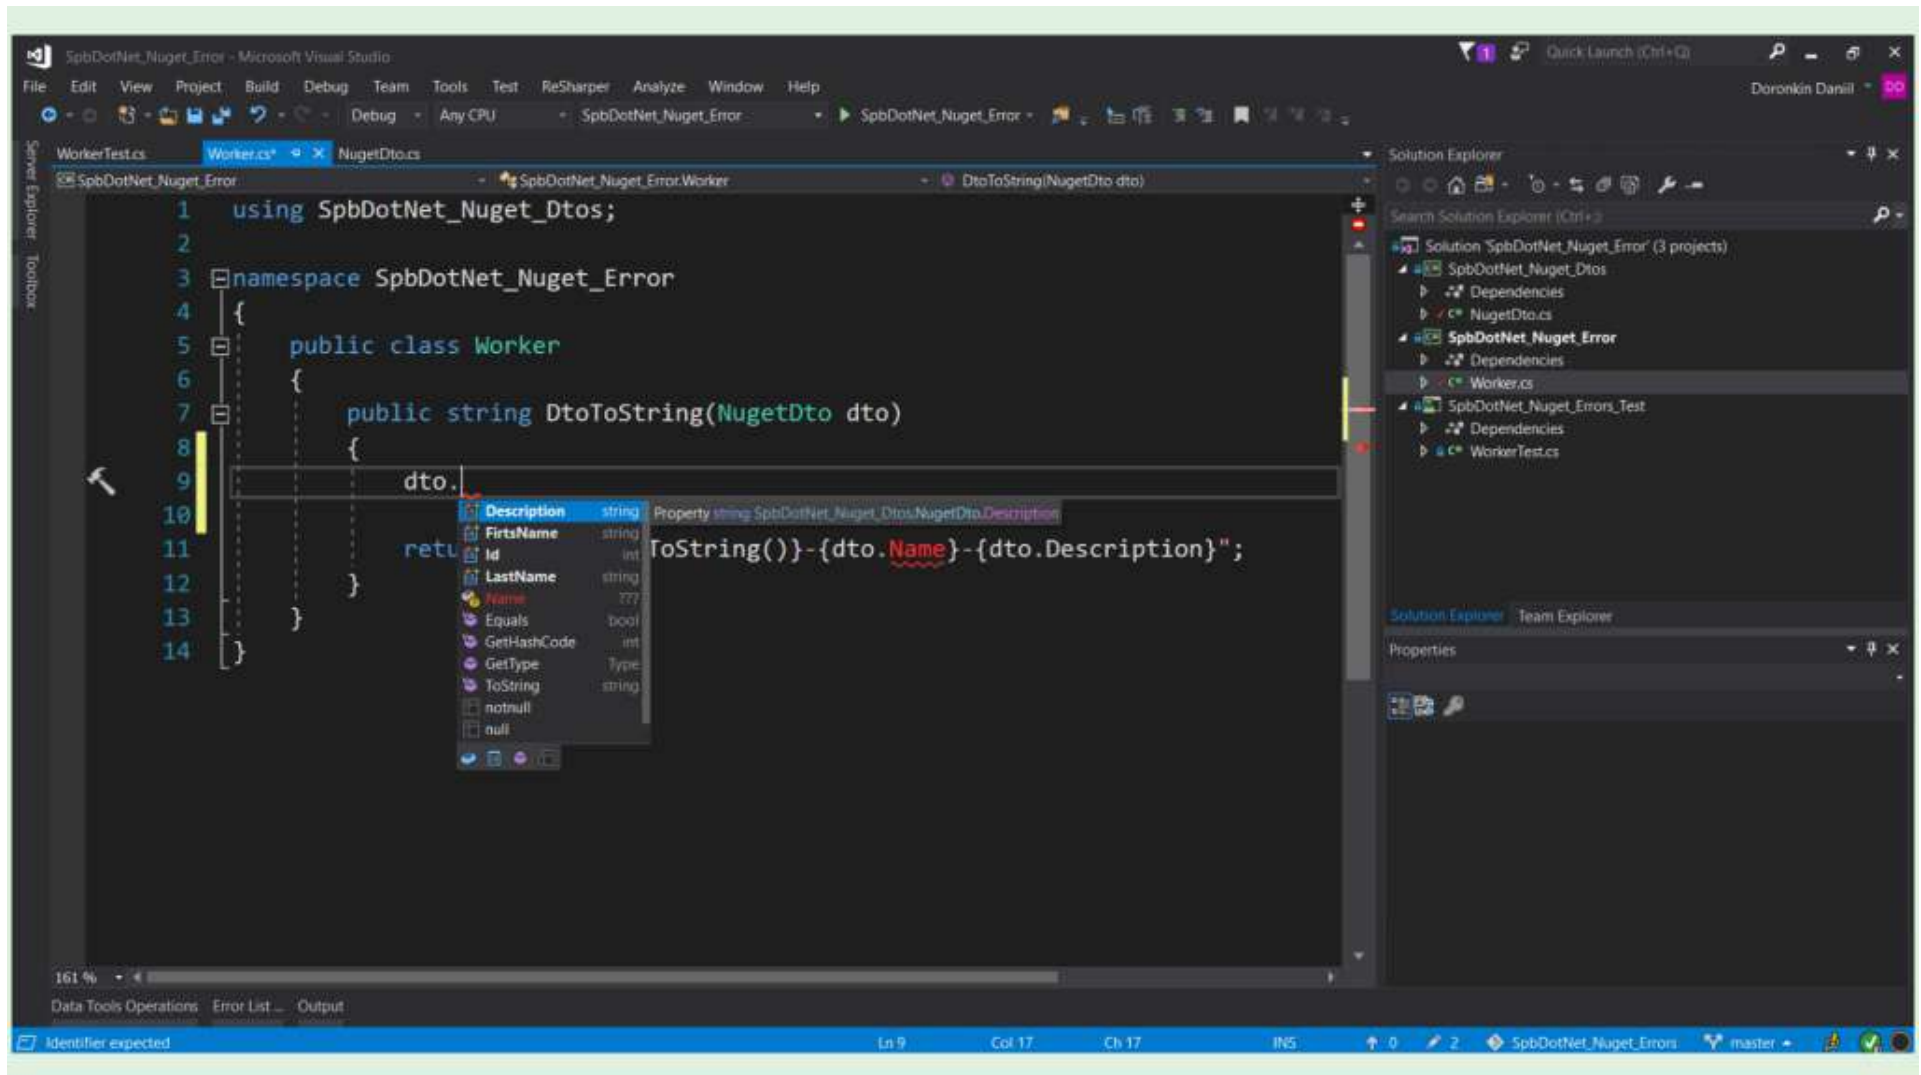 SpbDotNet_Nuget_Error - Microsoft Visual Studio
1
Quick Launch (Ctrl+Q)
File Edit View Project Build Debug Team Tools Test ReSharper Analyze Window Help
Doronkin Daniil DD
Debug Any CPU SpbDotNet_Nuget_Error SpbDotNet_Nuget_Error
Server Explorer
Toolbox
WorkerTest.cs Worker.cs* NugetDto.cs
SpbDotNet_Nuget_Error SpbDotNet_Nuget_Error.Worker DtoToString(NugetDto dto)
1 using SpbDotNet_Nuget_Dtos;
2
3 namespace SpbDotNet_Nuget_Error
4 {
5 public class Worker
6 {
7 public string DtoToString(NugetDto dto)
8 {
9 dto.
10
11 retu ToString()}-{dto.Name}-{dto.Description}";
12 }
13 }
14 }
Description string
Property string SpbDotNet_Nuget_Dtos.NugetDto.Description
FirtsName string
Id int
LastName string
Name ???
Equals bool
GetHashCode int
GetType Type
ToString string
notnull
null
161 %
Data Tools Operations Error List ... Output
Solution Explorer
Search Solution Explorer (Ctrl+;)
Solution 'SpbDotNet_Nuget_Error' (3 projects)
SpbDotNet_Nuget_Dtos
Dependencies
C# NugetDto.cs
SpbDotNet_Nuget_Error
Dependencies
C# Worker.cs
SpbDotNet_Nuget_Errors_Test
Dependencies
C# WorkerTest.cs
Solution Explorer Team Explorer
Properties
Identifier expected Ln 9 Col 17 Ch 17 INS 0 2 SpbDotNet_Nuget_Errors master